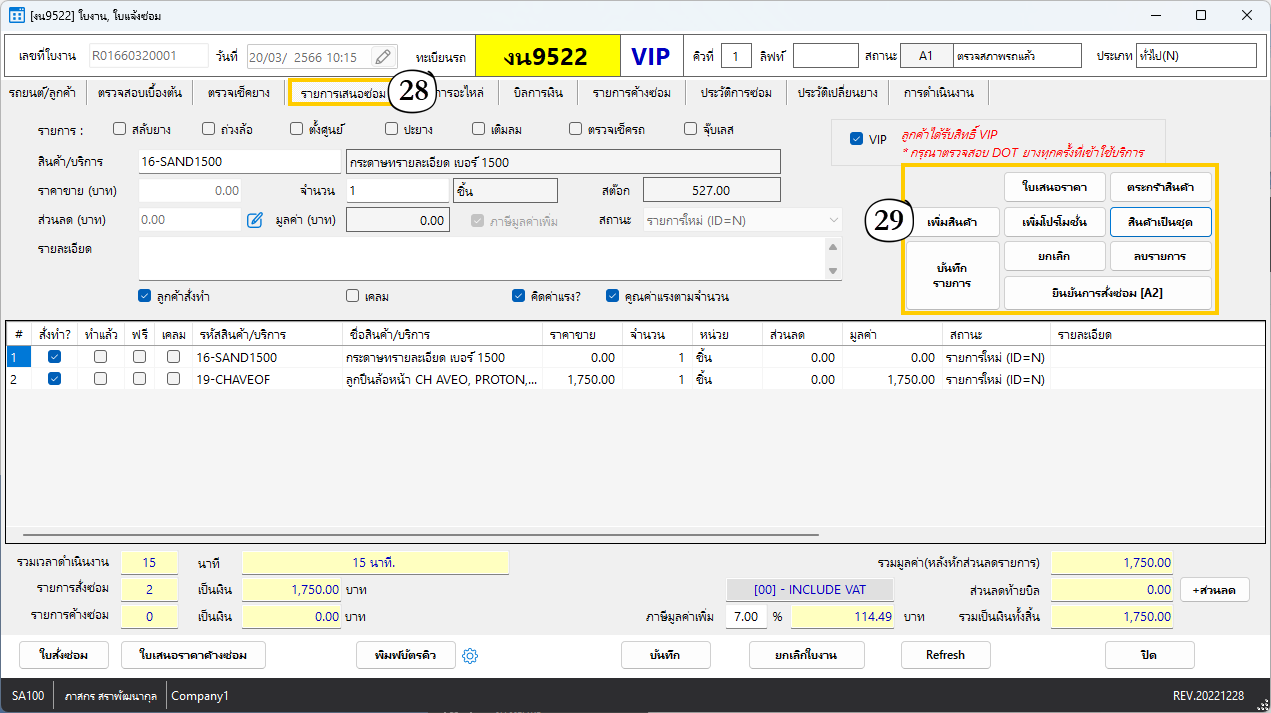 [งน9522] ใบงาน, ใบแจ้งซ่อม
เลขที่ใบงาน R01660320001 วันที่ 20/03/ 2566 10:15 ทะเบียนรถ งน9522 VIP คิวที่ 1 ลิฟท์ สถานะ A1 ตรวจสภาพรถแล้ว ประเภท ทั่วไป(N)
รถยนต์/ลูกค้า ตรวจสอบเบื้องต้น ตรวจเช็คยาง รายการเสนอซ่อม 28 การอะไหล่ บิลการเงิน รายการค้างซ่อม ประวัติการซ่อม ประวัติเปลี่ยนยาง การดำเนินงาน
รายการ : สลับยาง ถ่วงล้อ ตั้งศูนย์ ปะยาง เติมลม ตรวจเช็ครถ จุ๊บเลส
VIP ลูกค้าได้รับสิทธิ์ VIP
* กรุณาตรวจสอบ DOT ยางทุกครั้งที่เข้าใช้บริการ
สินค้า/บริการ 16-SAND1500 กระดาษทรายละเอียด เบอร์ 1500
ราคาขาย (บาท) 0.00 จำนวน 1 ชิ้น สต๊อก 527.00
ส่วนลด (บาท) 0.00 มูลค่า (บาท) 0.00 ภาษีมูลค่าเพิ่ม สถานะ รายการใหม่ (ID=N)
รายละเอียด
ลูกค้าสั่งทำ เคลม คิดค่าแรง? คูณค่าแรงตามจำนวน
29
ใบเสนอราคา ตระกร้าสินค้า
เพิ่มสินค้า เพิ่มโปรโมชั่น สินค้าเป็นชุด
บันทึก
รายการ
ยกเลิก ลบรายการ
ยืนยันการสั่งซ่อม [A2]
# สั่งทำ? ทำแล้ว ฟรี เคลม รหัสสินค้า/บริการ ชื่อสินค้า/บริการ ราคาขาย จำนวน หน่วย ส่วนลด มูลค่า สถานะ รายละเอียด
1 16-SAND1500 กระดาษทรายละเอียด เบอร์ 1500 0.00 1 ชิ้น 0.00 0.00 รายการใหม่ (ID=N)
2 19-CHAVEOF ลูกปืนล้อหน้า CH AVEO, PROTON,... 1,750.00 1 ชิ้น 0.00 1,750.00 รายการใหม่ (ID=N)
รวมเวลาดำเนินงาน 15 นาที 15 นาที. รวมมูลค่า(หลังหักส่วนลดรายการ) 1,750.00
รายการสั่งซ่อม 2 เป็นเงิน 1,750.00 บาท [00] - INCLUDE VAT ส่วนลดท้ายบิล 0.00 +ส่วนลด
รายการค้างซ่อม 0 เป็นเงิน 0.00 บาท ภาษีมูลค่าเพิ่ม 7.00 % 114.49 บาท รวมเป็นเงินทั้งสิ้น 1,750.00
ใบสั่งซ่อม ใบเสนอราคาค้างซ่อม พิมพ์บัตรคิว บันทึก ยกเลิกใบงาน Refresh ปิด
SA100 ภาสกร สราพัฒนากุล Company1 REV.20221228